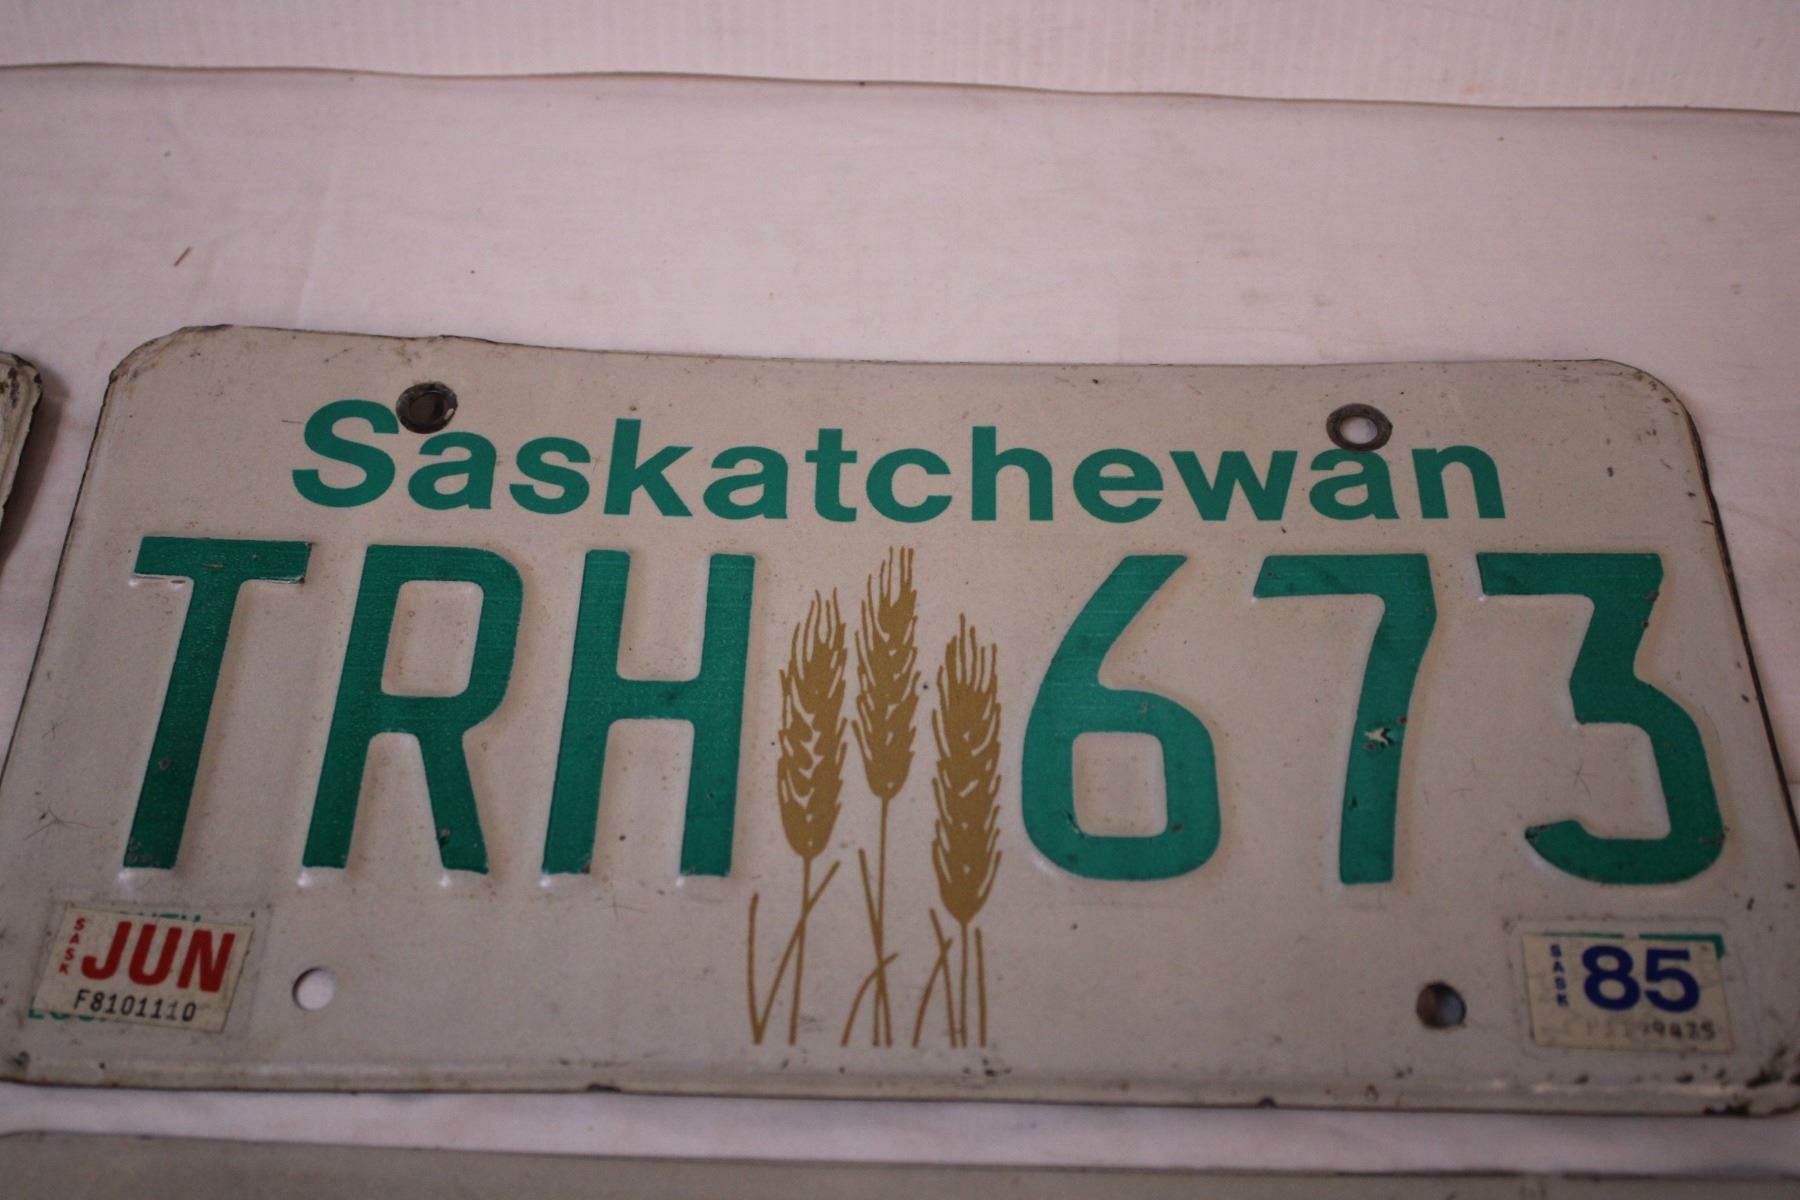 Saskatchewan
TRH 673
SASK JUN
F8101110
SASK 85